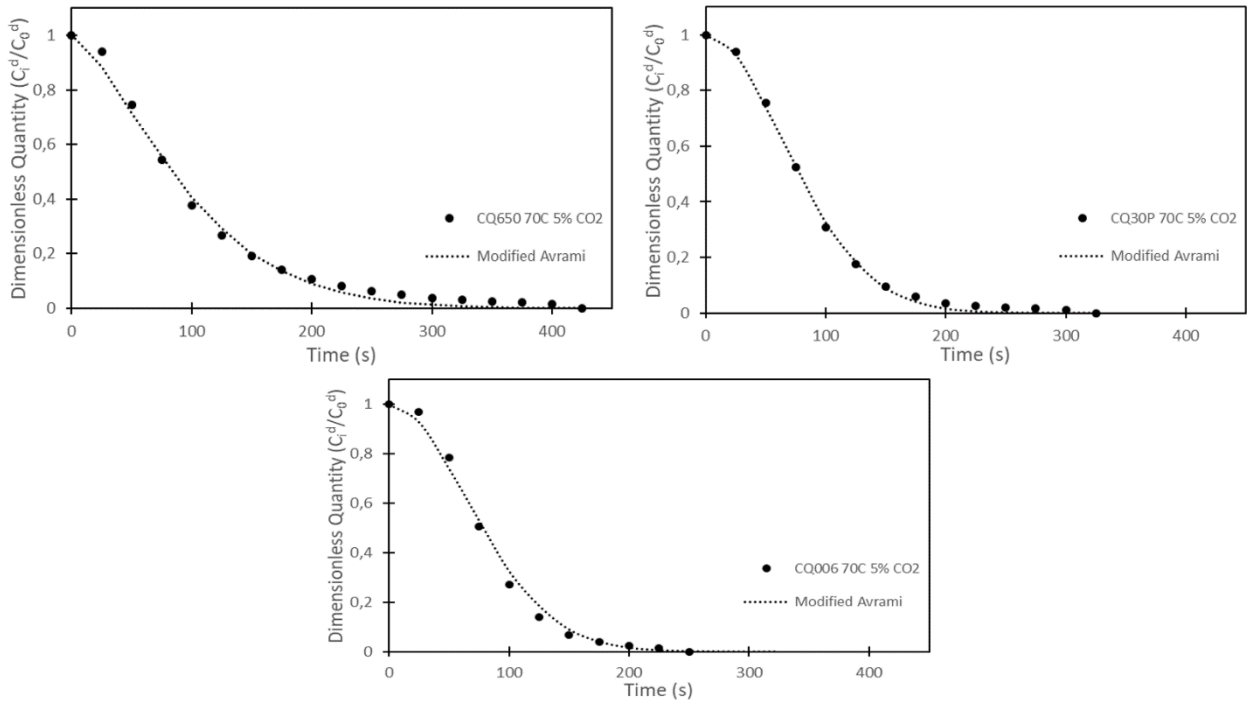 Dimensionless Quantity (Cᵢᵈ/C₀ᵈ)
1
0,8
0,6
0,4
0,2
0
CQ650 70C 5% CO2
Modified Avrami
0
100
200
300
400
Time (s)
Dimensionless Quantity (Cᵢᵈ/C₀ᵈ)
1
0,8
0,6
0,4
0,2
0
CQ30P 70C 5% CO2
Modified Avrami
0
100
200
300
400
Time (s)
Dimensionless Quantity (Cᵢᵈ/C₀ᵈ)
1
0,8
0,6
0,4
0,2
0
CQ006 70C 5% CO2
Modified Avrami
0
100
200
300
400
Time (s)